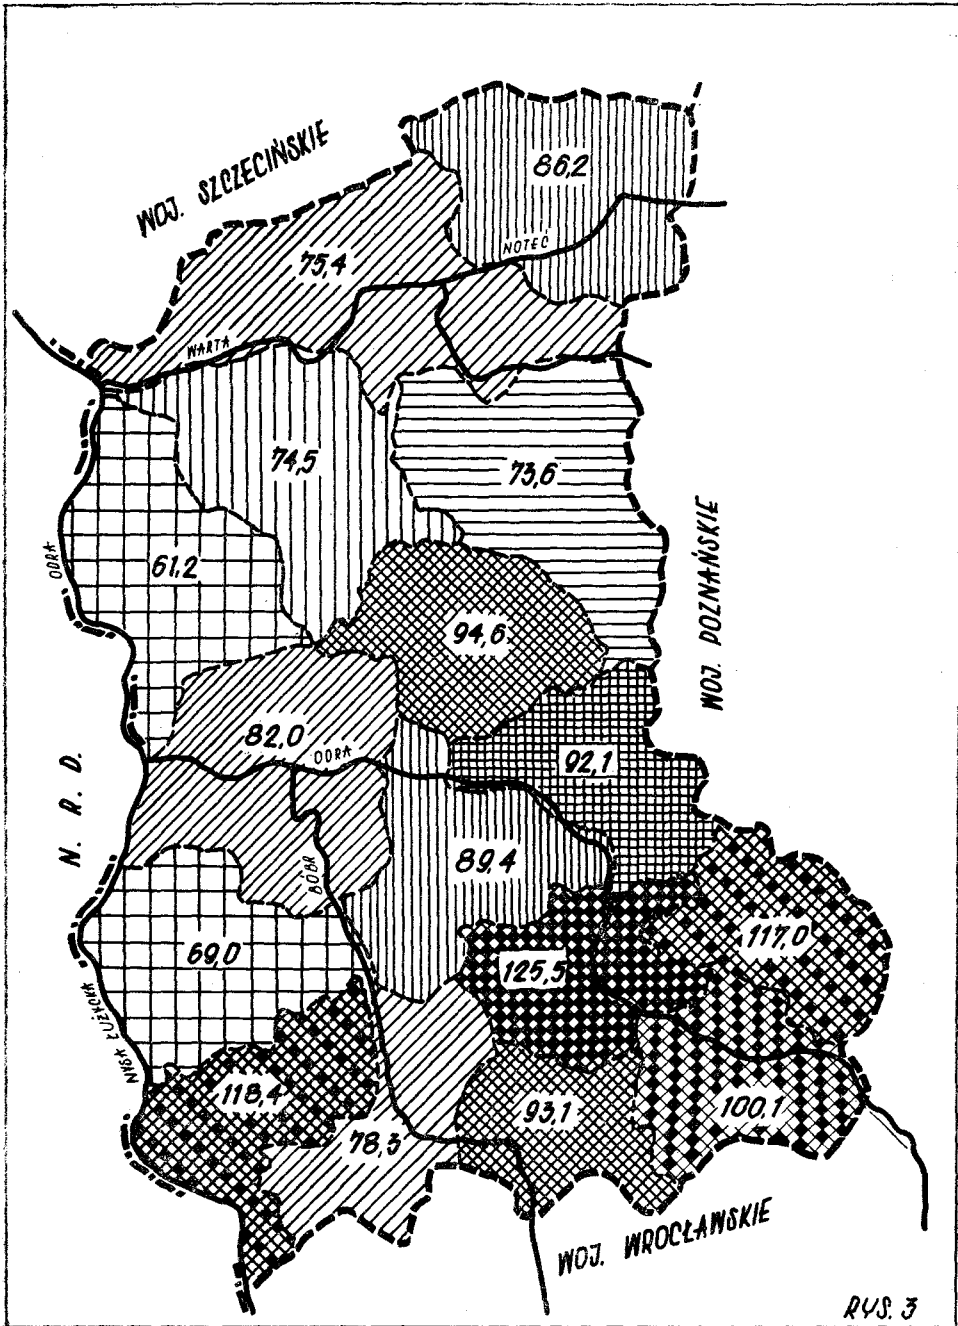 WOJ. SZCZECIŃSKIE
86,2
NOTEĆ
75,4
WARTA
74,5
73,6
WOJ. POZNAŃSKIE
ODRA
61,2
94,6
82,0
ODRA
92,1
N. R. D.
BÓBR
89,4
69,0
125,5
117,0
NYSA ŁUŻYCKA
118,4
78,3
93,1
100,1
WOJ. WROCŁAWSKIE
RYS. 3